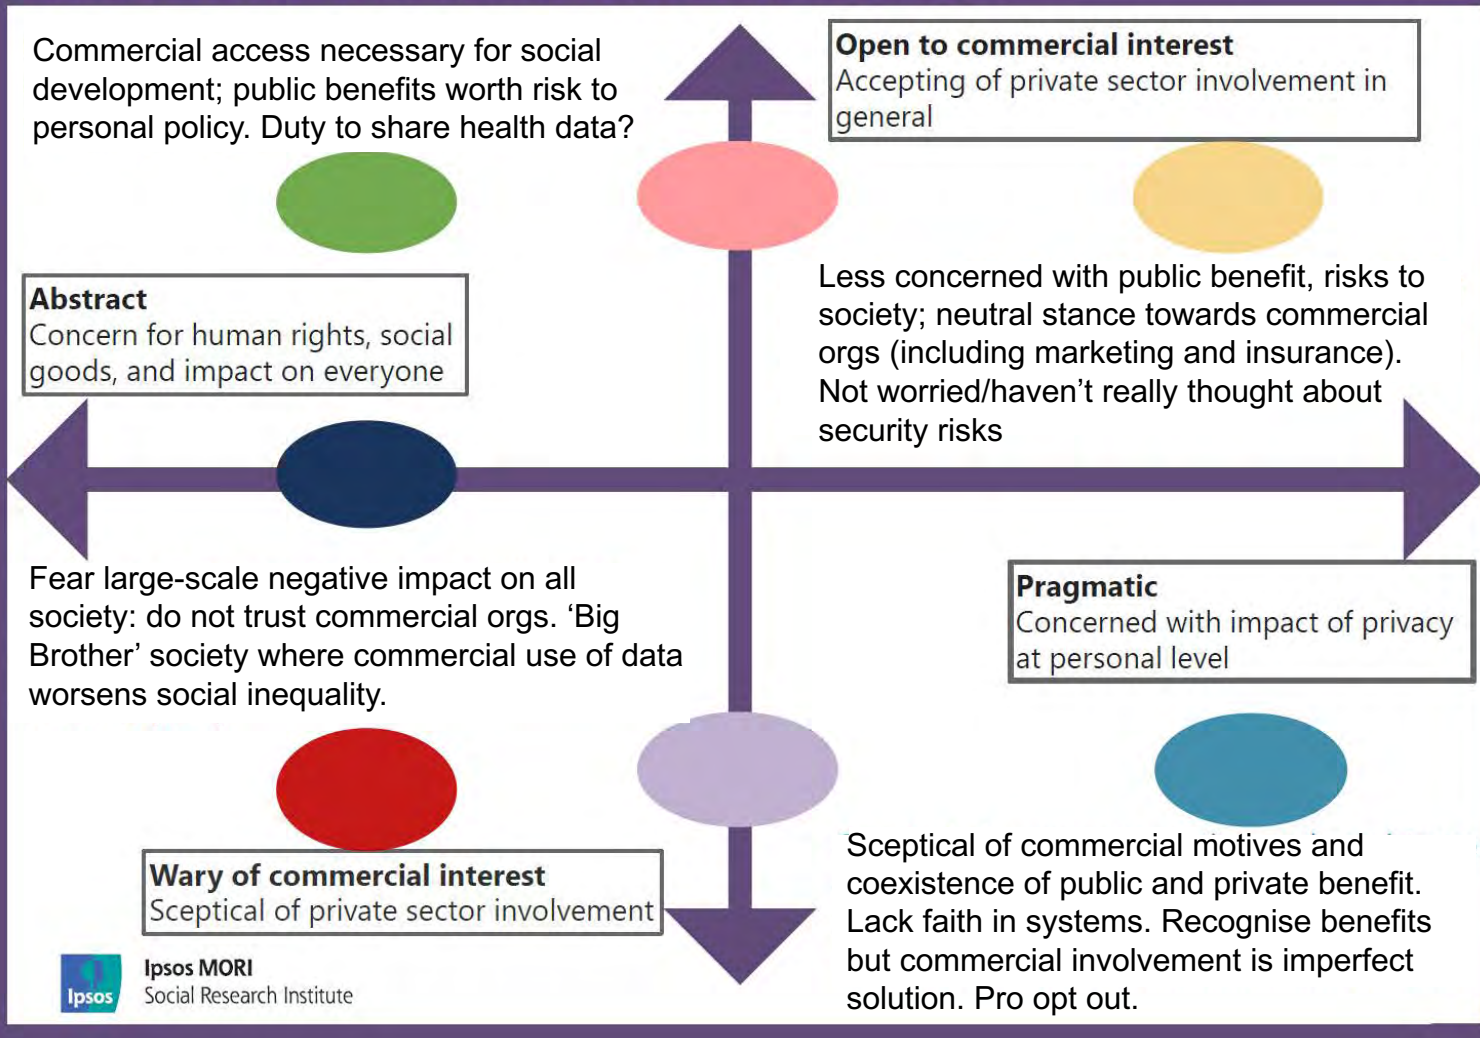 Commercial access necessary for social
development; public benefits worth risk to
personal policy. Duty to share health data?
Open to commercial interest
Accepting of private sector involvement in
general
Abstract
Concern for human rights, social
goods, and impact on everyone
Less concerned with public benefit, risks to
society; neutral stance towards commercial
orgs (including marketing and insurance).
Not worried/haven’t really thought about
security risks
Fear large-scale negative impact on all
society: do not trust commercial orgs. ‘Big
Brother’ society where commercial use of data
worsens social inequality.
Pragmatic
Concerned with impact of privacy
at personal level
Wary of commercial interest
Sceptical of private sector involvement
Sceptical of commercial motives and
coexistence of public and private benefit.
Lack faith in systems. Recognise benefits
but commercial involvement is imperfect
solution. Pro opt out.
Ipsos
Ipsos MORI
Social Research Institute